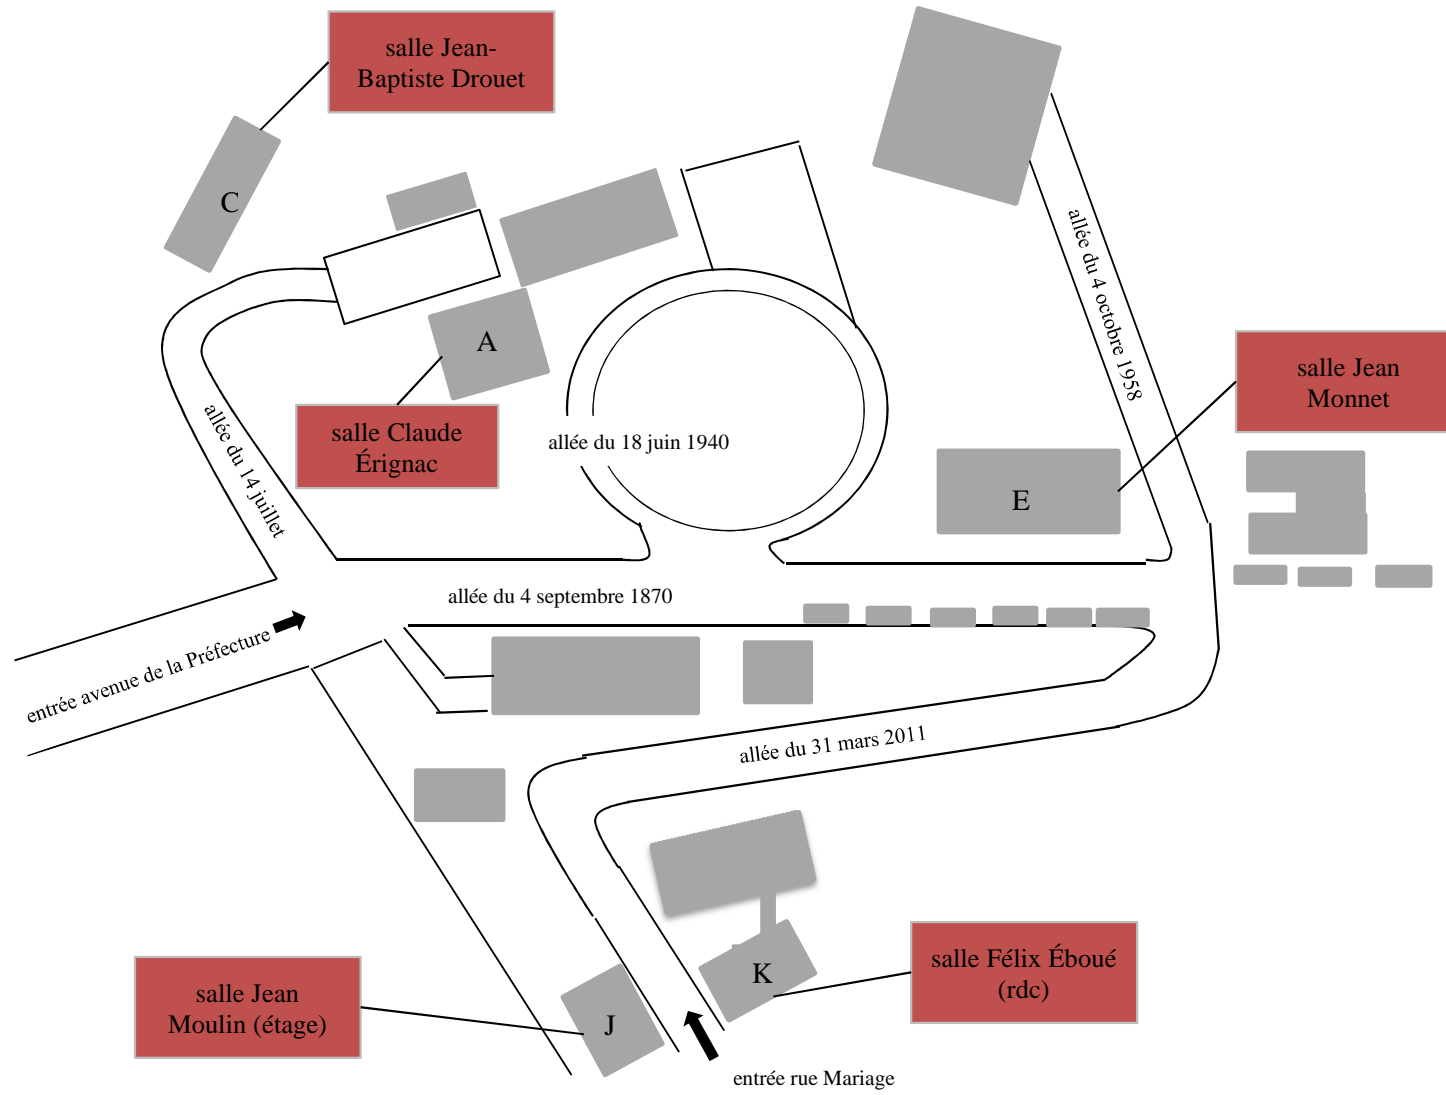 salle Jean-
Baptiste Drouet
C
A
salle Claude
Érignac
allée du 14 juillet
allée du 18 juin 1940
allée du 4 octobre 1958
salle Jean
Monnet
E
allée du 4 septembre 1870
entrée avenue de la Préfecture
allée du 31 mars 2011
salle Jean
Moulin (étage)
J
K
salle Félix Éboué
(rdc)
entrée rue Mariage